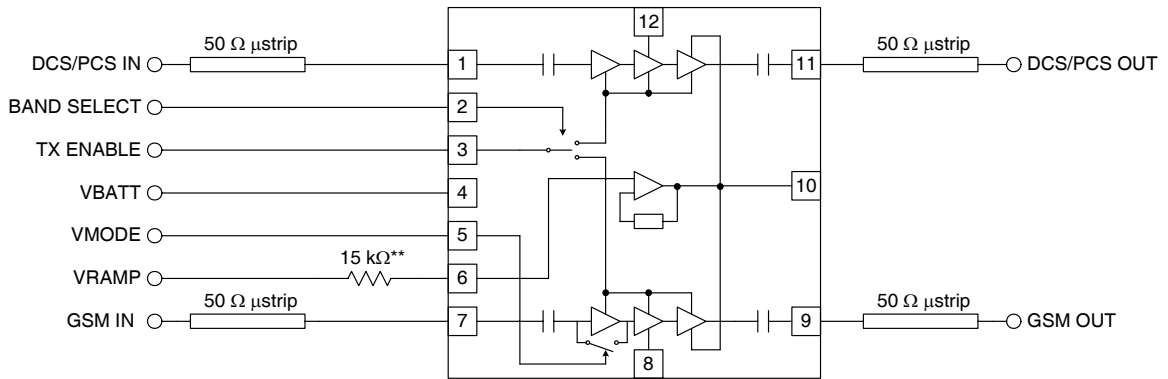 12
50 Ω μstrip
50 Ω μstrip
DCS/PCS IN
1
11
DCS/PCS OUT
BAND SELECT
2
TX ENABLE
3
VBATT
4
10
VMODE
5
15 kΩ**
VRAMP
6
50 Ω μstrip
50 Ω μstrip
GSM IN
7
9
GSM OUT
8